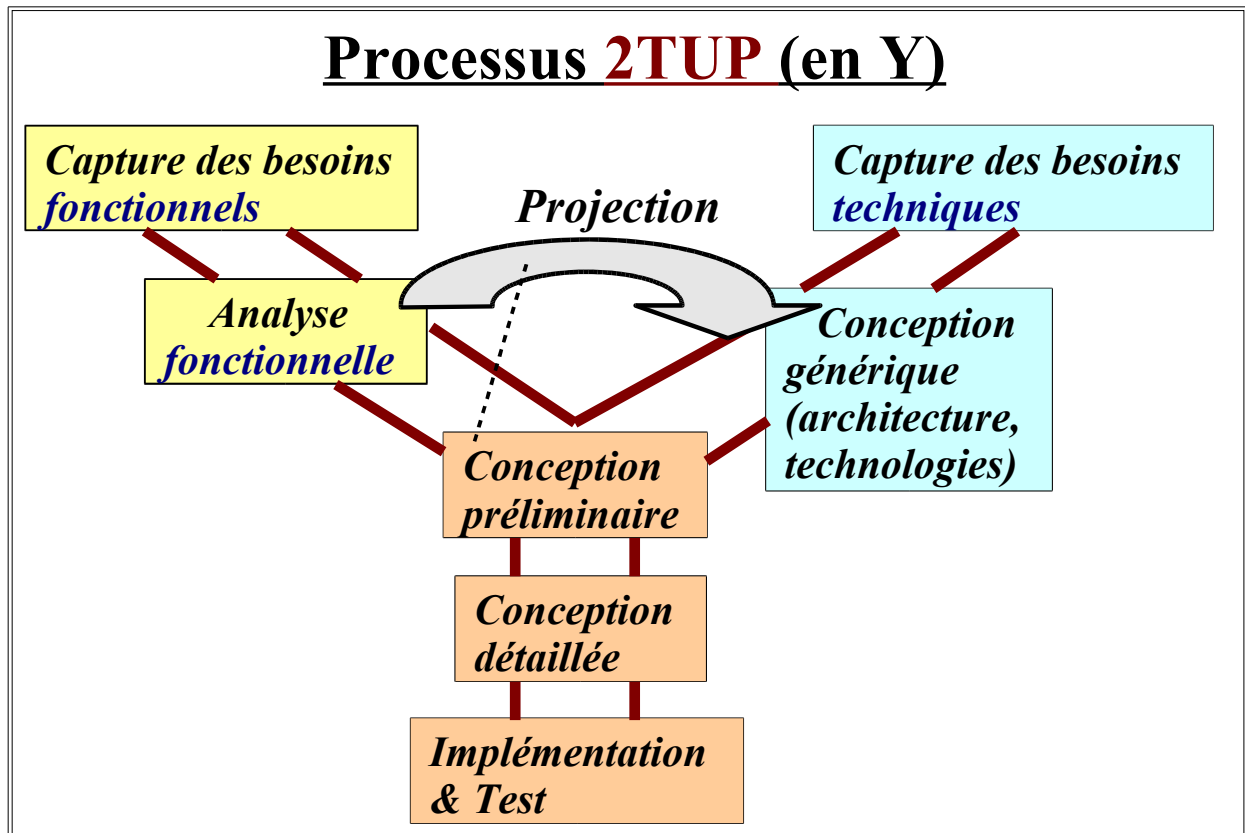 Processus 2TUP (en Y)
Capture des besoins
fonctionnels
Capture des besoins
techniques
Projection
Analyse
fonctionnelle
Conception
générique
(architecture,
technologies)
Conception
préliminaire
Conception
détaillée
Implémentation
& Test